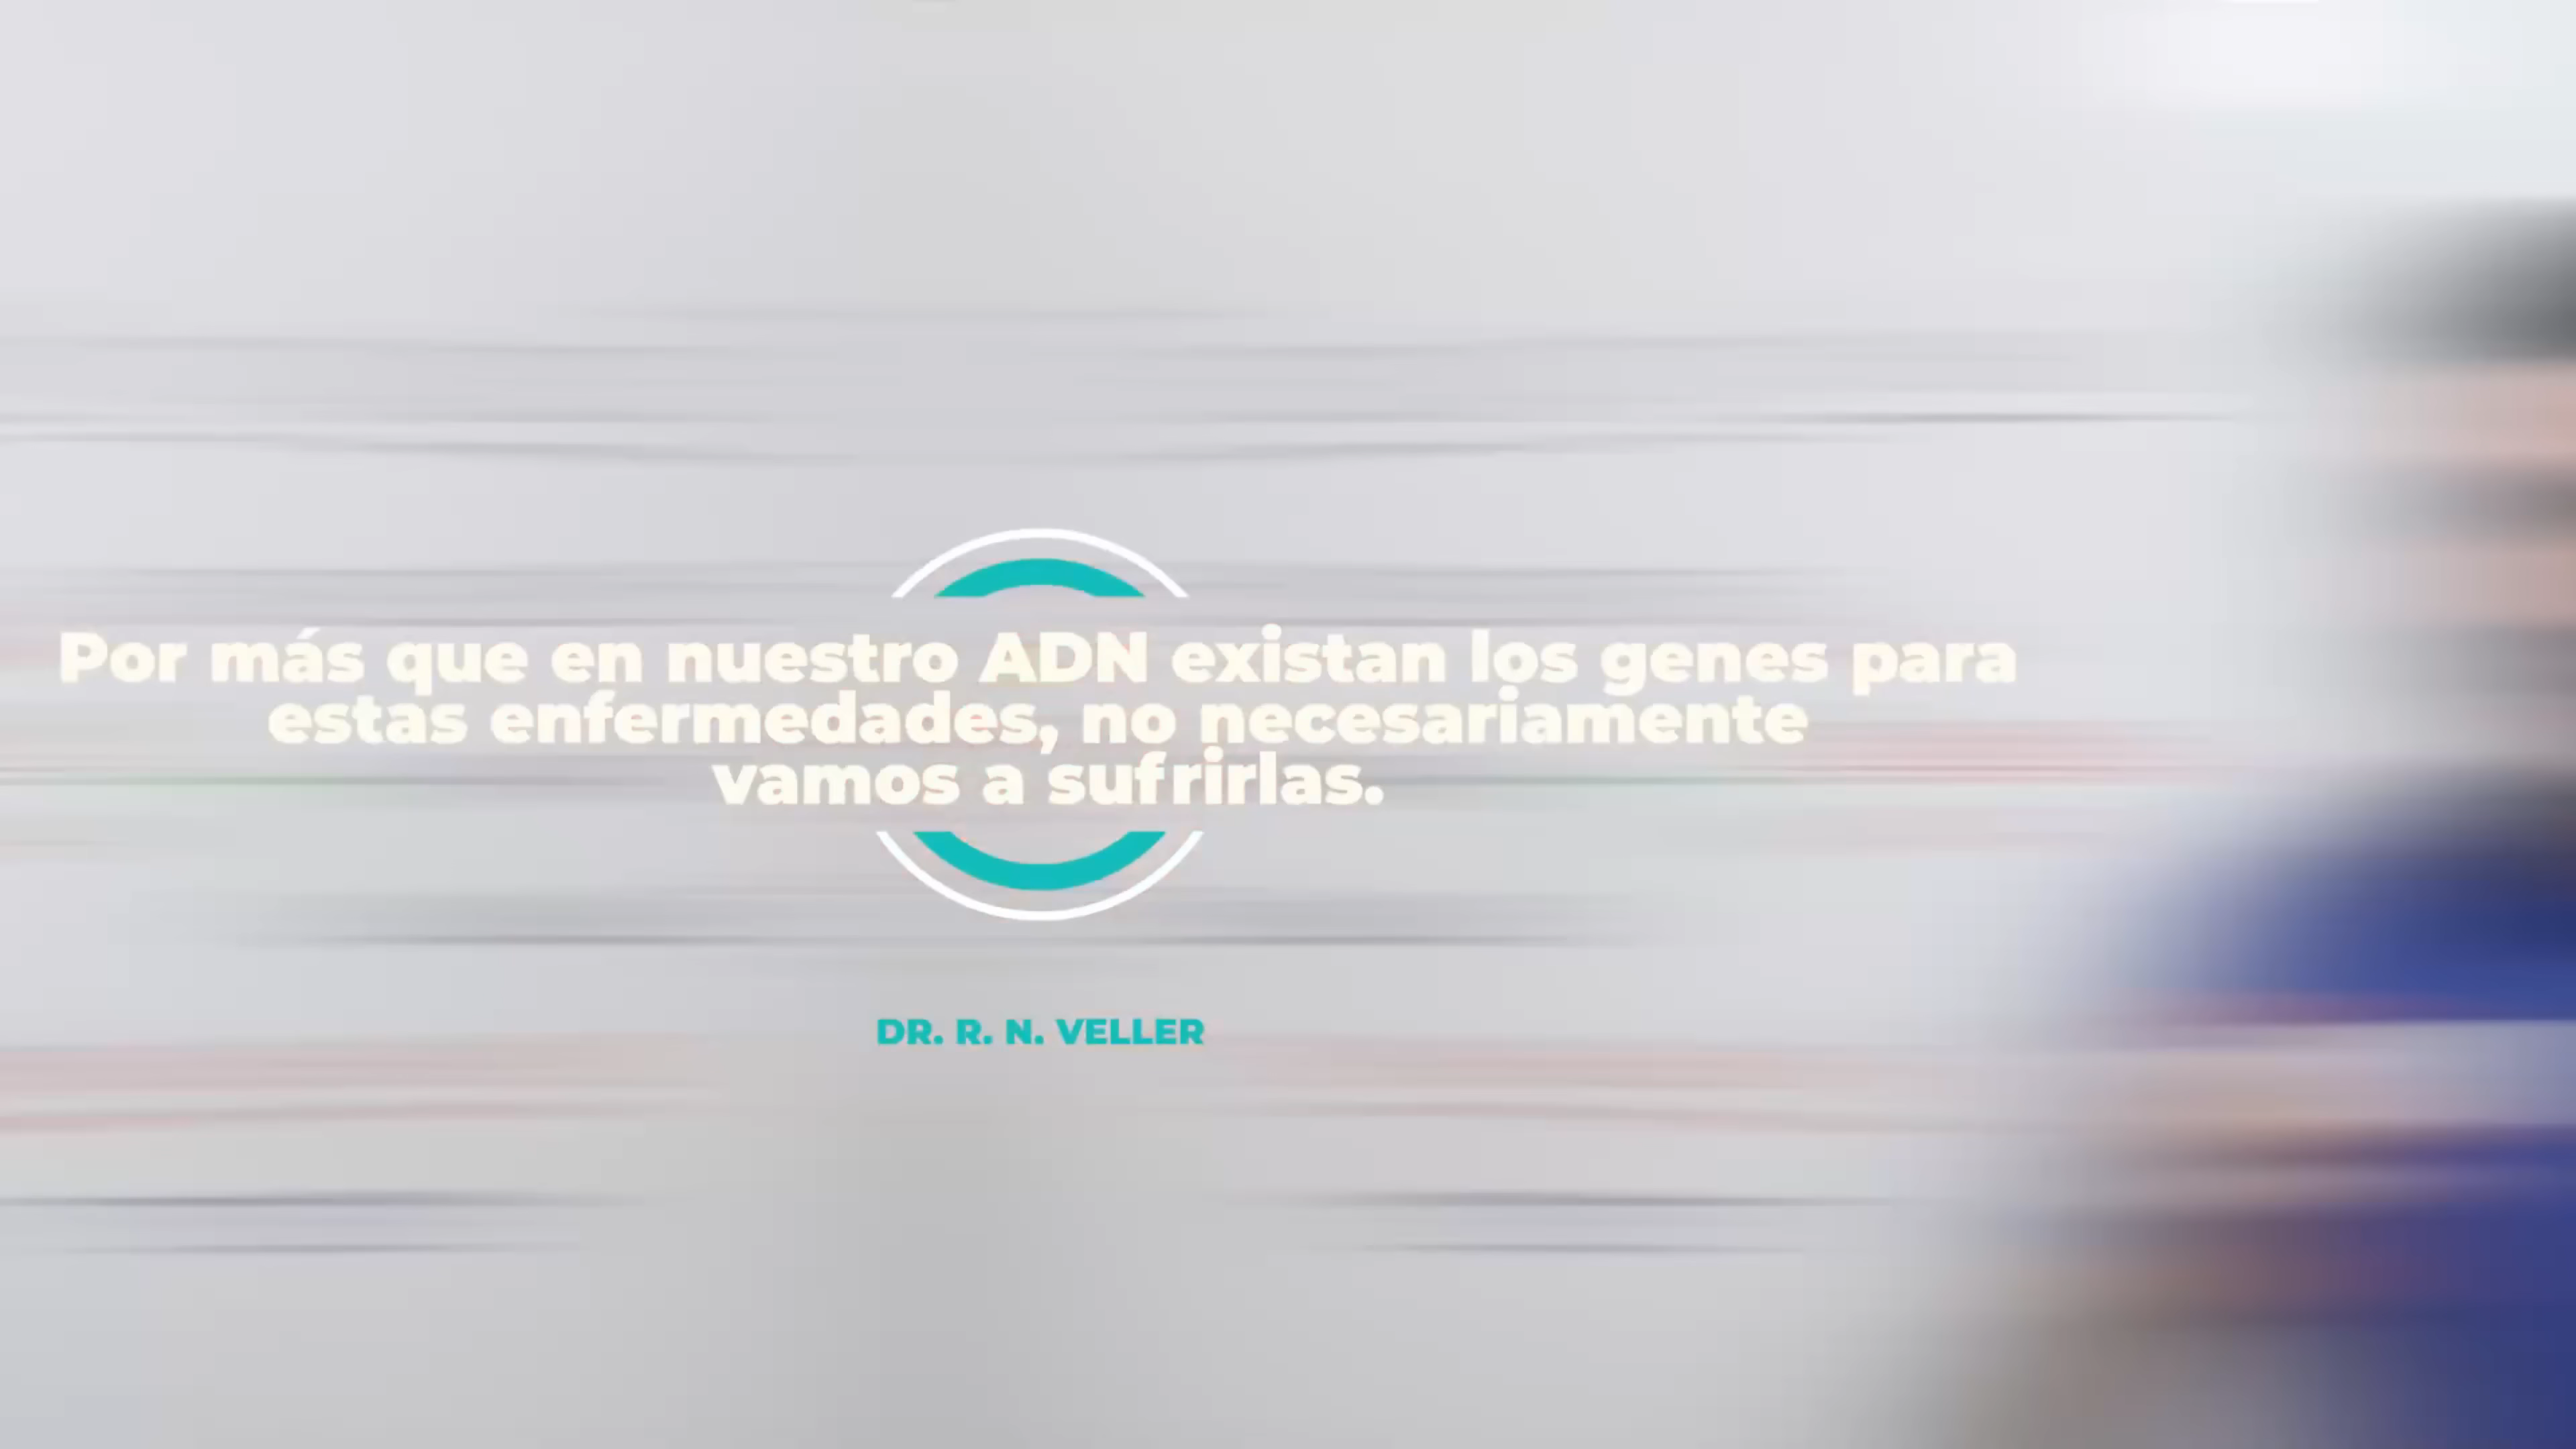 Por más que en nuestro ADN existan los genes para
estas enfermedades, no necesariamente
vamos a sufrirlas.
DR. R. N. VELLER